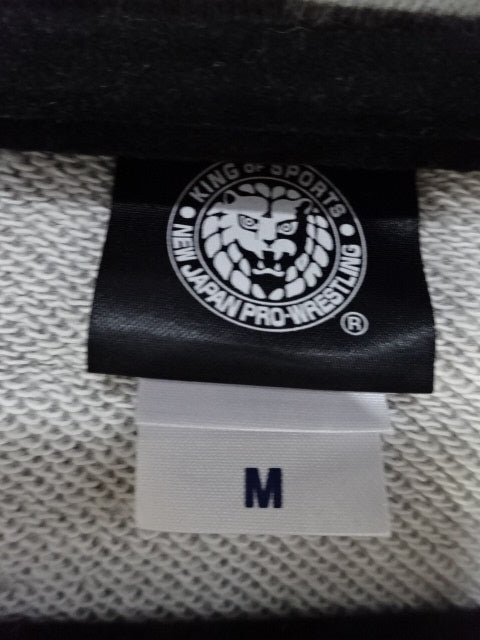 KING OF SPORTS
NEW JAPAN PRO-WRESTLING
®
M